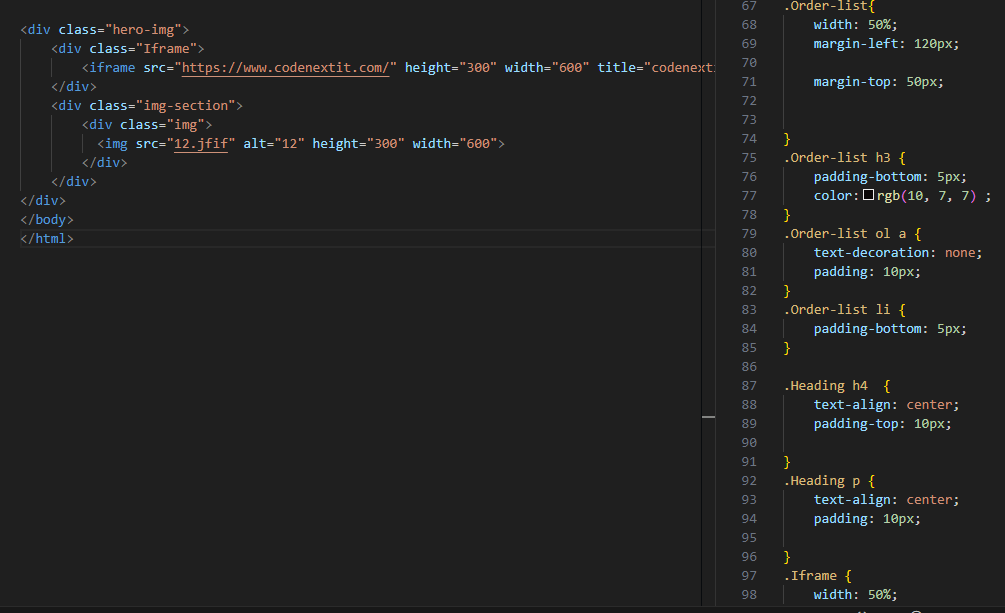 <div class="hero-img">
<div class="Iframe">
<iframe src="https://www.codenextit.com/" height="300" width="600" title="codenext
</div>
<div class="img-section">
<div class="img">
<img src="12.jfif" alt="12" height="300" width="600">
</div>
</div>
</div>
</body>
</html>
67 .Order-list{
68 width: 50%;
69 margin-left: 120px;
70
71 margin-top: 50px;
72
73
74 }
75 .Order-list h3 {
76 padding-bottom: 5px;
77 color: rgb(10, 7, 7) ;
78 }
79 .Order-list ol a {
80 text-decoration: none;
81 padding: 10px;
82 }
83 .Order-list li {
84 padding-bottom: 5px;
85 }
86
87 .Heading h4 {
88 text-align: center;
89 padding-top: 10px;
90
91 }
92 .Heading p {
93 text-align: center;
94 padding: 10px;
95
96 }
97 .Iframe {
98 width: 50%;